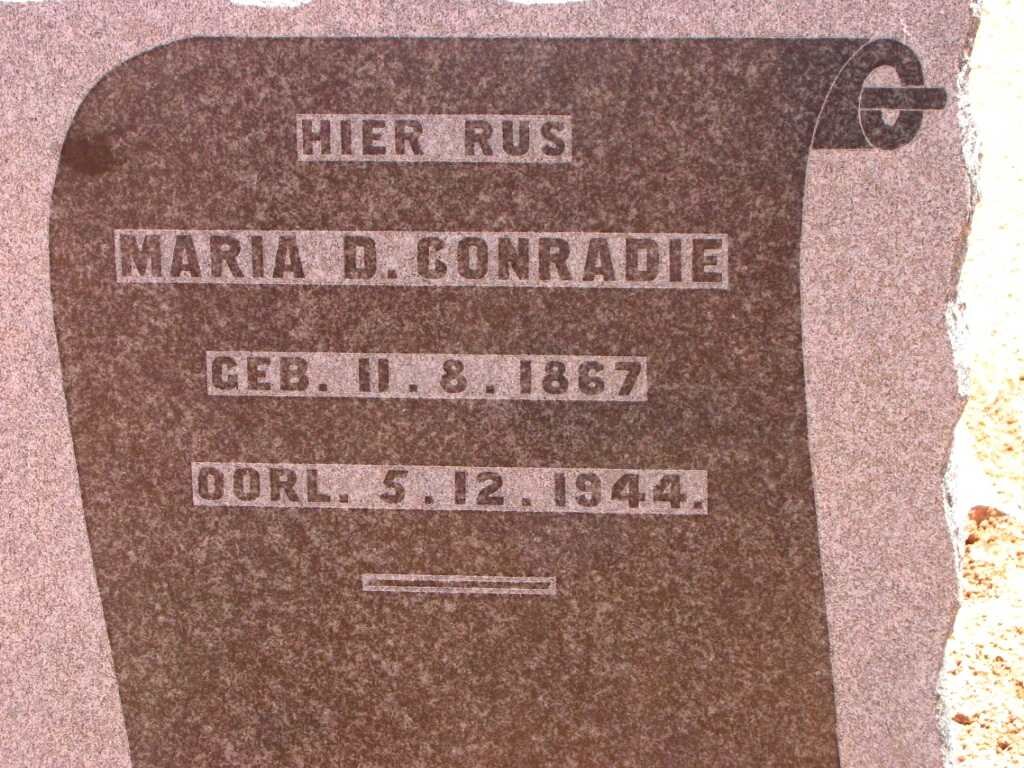 HIER RUS
MARIA D. CONRADIE
GEB. 11.8.1867
OORL. 5.12.1944.